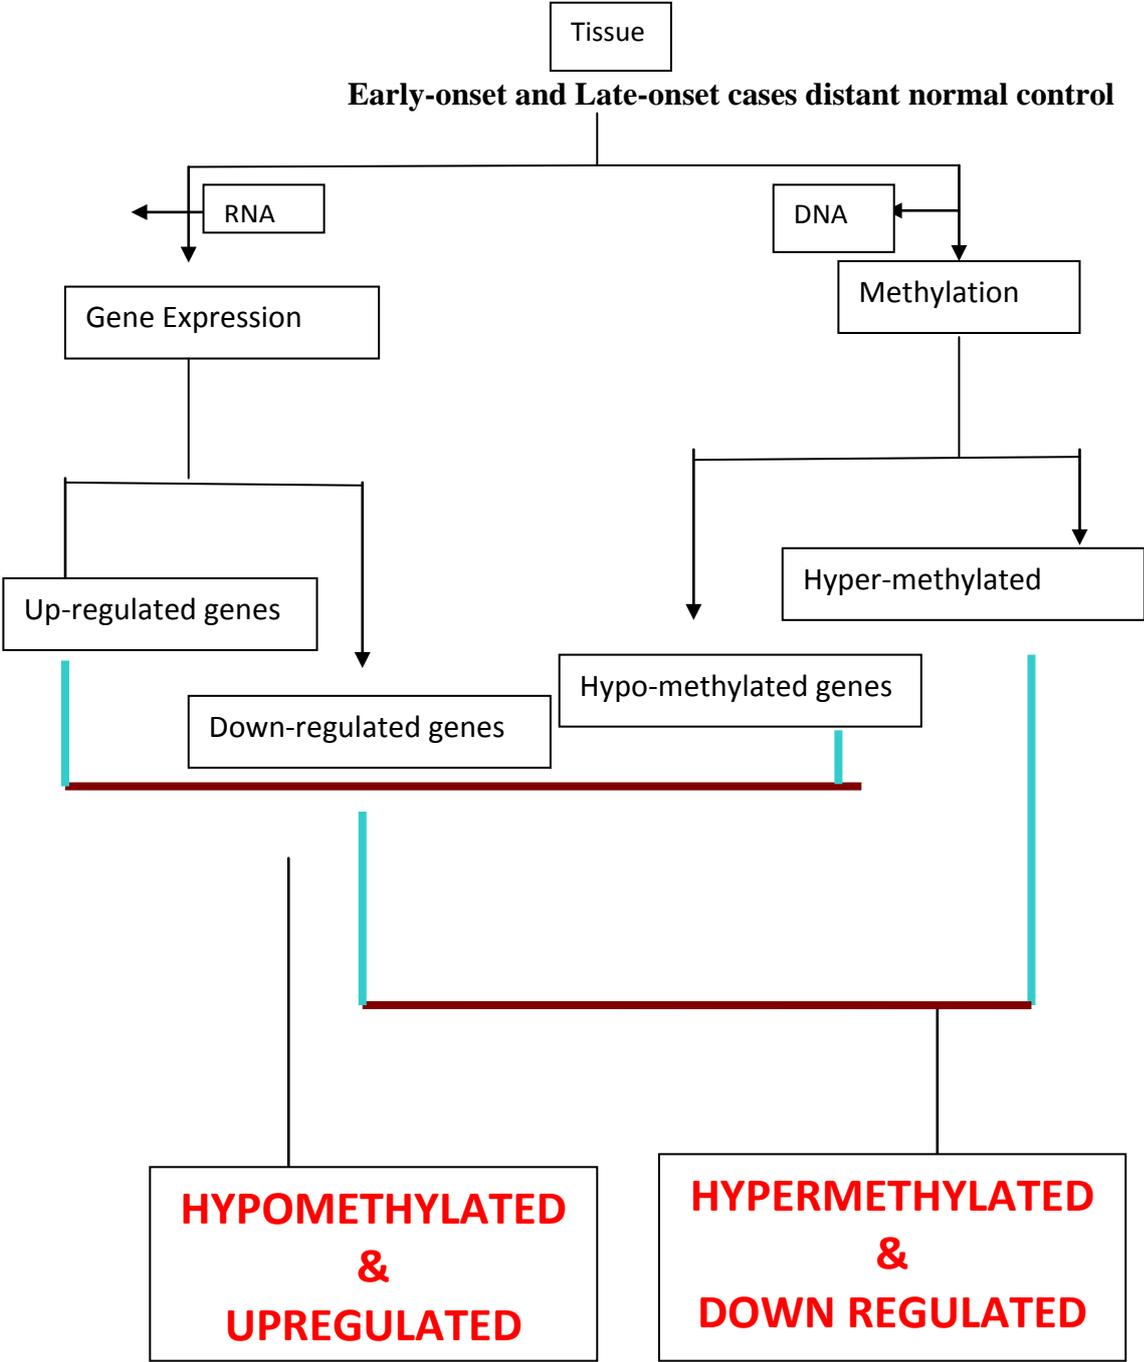 Tissue
Early-onset and Late-onset cases distant normal control
RNA
DNA
Methylation
Gene Expression
Hyper-methylated
Up-regulated genes
Hypo-methylated genes
Down-regulated genes
HYPOMETHYLATED
&
UPREGULATED
HYPERMETHYLATED
&
DOWN REGULATED